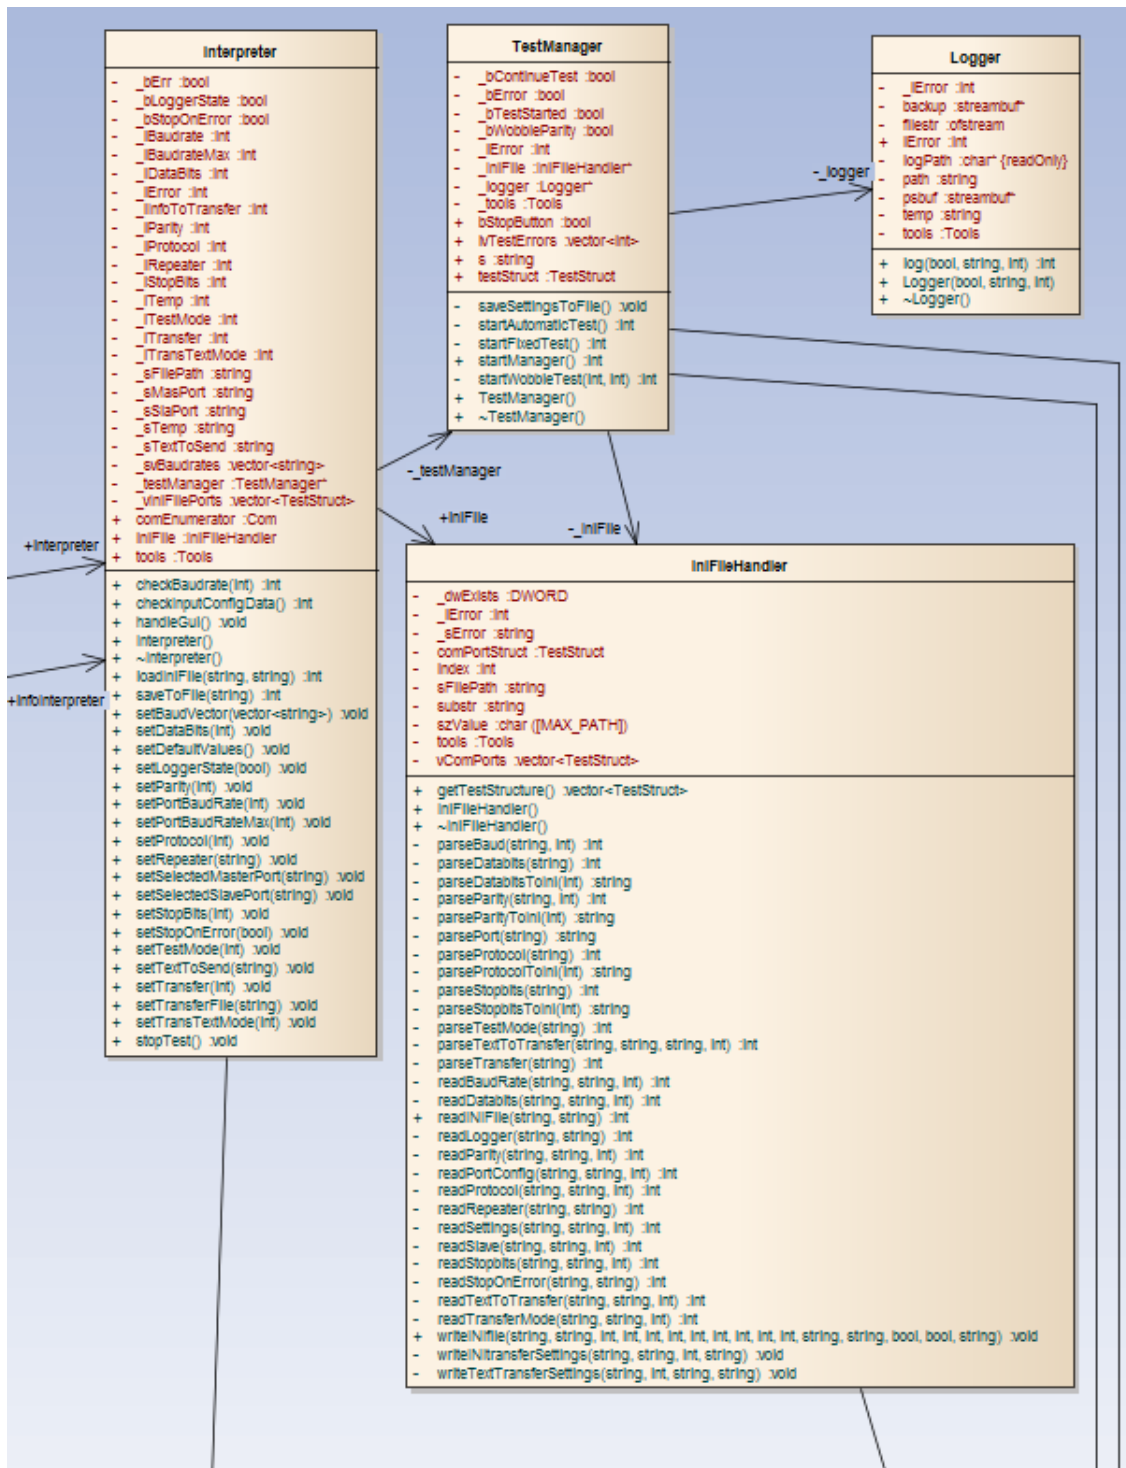 Interpreter
- _bErr :bool
- _bLoggerState :bool
- _bStopOnError :bool
- _iBaudrate :int
- _iBaudrateMax :int
- _iDataBits :int
- _iError :int
- _iInfoToTransfer :int
- _iParity :int
- _iProtocol :int
- _iRepeater :int
- _iStopBits :int
- _iTemp :int
- _iTestMode :int
- _iTransfer :int
- _iTransTextMode :int
- _sFilePath :string
- _sMasPort :string
- _sSlaPort :string
- _sTemp :string
- _sTextToSend :string
- _svBaudrates :vector<string>
- _testManager :TestManager*
- _vIniFilePorts :vector<TestStruct>
+ comEnumerator :Com
+ IniFile :IniFileHandler
+ tools :Tools
+ checkBaudrate(int) :int
+ checkInputConfigData() :int
+ handleGui() :void
+ Interpreter()
+ ~Interpreter()
+ loadIniFile(string, string) :int
+ saveToFile(string) :int
+ setBaudVector(vector<string>) :void
+ setDataBits(int) :void
+ setDefaultValues() :void
+ setLoggerState(bool) :void
+ setParity(int) :void
+ setPortBaudRate(int) :void
+ setPortBaudRateMax(int) :void
+ setProtocol(int) :void
+ setRepeater(string) :void
+ setSelectedMasterPort(string) :void
+ setSelectedSlavePort(string) :void
+ setStopBits(int) :void
+ setStopOnError(bool) :void
+ setTestMode(int) :void
+ setTextToSend(string) :void
+ setTransfer(int) :void
+ setTransferFile(string) :void
+ setTransTextMode(int) :void
+ stopTest() :void
+Interpreter
+InfoInterpreter
TestManager
- _bContinueTest :bool
- _bError :bool
- _bTestStarted :bool
- _bWobbleParity :bool
- _iError :int
- _IniFile :IniFileHandler*
- _logger :Logger*
- _tools :Tools
+ bStopButton :bool
+ ivTestErrors :vector<int>
+ s :string
+ testStruct :TestStruct
- saveSettingsToFile() :void
- startAutomaticTest() :int
- startFixedTest() :int
+ startManager() :int
- startWobbleTest(int, int) :int
+ TestManager()
+ ~TestManager()
-_logger
Logger
- _iError :int
- backup :streambuf*
- filestr :ofstream
+ iError :int
- logPath :char* {readOnly}
- path :string
- psbuf :streambuf*
- temp :string
- tools :Tools
+ log(bool, string, int) :int
+ Logger(bool, string, int)
+ ~Logger()
-_testManager
+IniFile
-_IniFile
IniFileHandler
- _dwExists :DWORD
- _iError :int
- _sError :string
- comPortStruct :TestStruct
- index :int
- sFilePath :string
- substr :string
- szValue :char ([MAX_PATH])
- tools :Tools
- vComPorts :vector<TestStruct>
+ getTestStructure() :vector<TestStruct>
+ IniFileHandler()
+ ~IniFileHandler()
- parseBaud(string, int) :int
- parseDatabits(string) :int
- parseDatabitsToIni(int) :string
- parseParity(string, int) :int
- parseParityToIni(int) :string
- parsePort(string) :string
- parseProtocol(string) :int
- parseProtocolToIni(int) :string
- parseStopbits(string) :int
- parseStopbitsToIni(int) :string
- parseTestMode(string) :int
- parseTextToTransfer(string, string, string, int) :int
- parseTransfer(string) :int
- readBaudRate(string, string, int) :int
- readDatabits(string, string, int) :int
+ readINIFile(string, string) :int
- readLogger(string, string) :int
- readParity(string, string, int) :int
- readPortConfig(string, string, int) :int
- readProtocol(string, string, int) :int
- readRepeater(string, string) :int
- readSettings(string, string, int) :int
- readSlave(string, string, int) :int
- readStopbits(string, string, int) :int
- readStopOnError(string, string) :int
- readTextToTransfer(string, string, int) :int
- readTransferMode(string, string, int) :int
+ writeINIfile(string, string, int, int, int, int, int, int, int, int, int, string, string, bool, bool, string) :void
- writeINItransferSettings(string, string, int, string) :void
- writeTextTransferSettings(string, int, string, string) :void